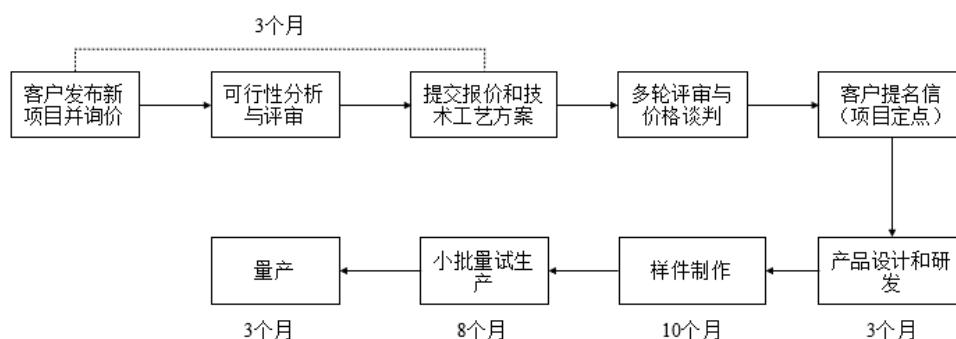 3个月
客户发布新
项目并询价
可行性分析
与评审
提交报价和技
术工艺方案
多轮评审与
价格谈判
客户提名信
（项目定点）
量产
小批量试生
产
样件制作
产品设计和研
发
3个月
8个月
10个月
3个月